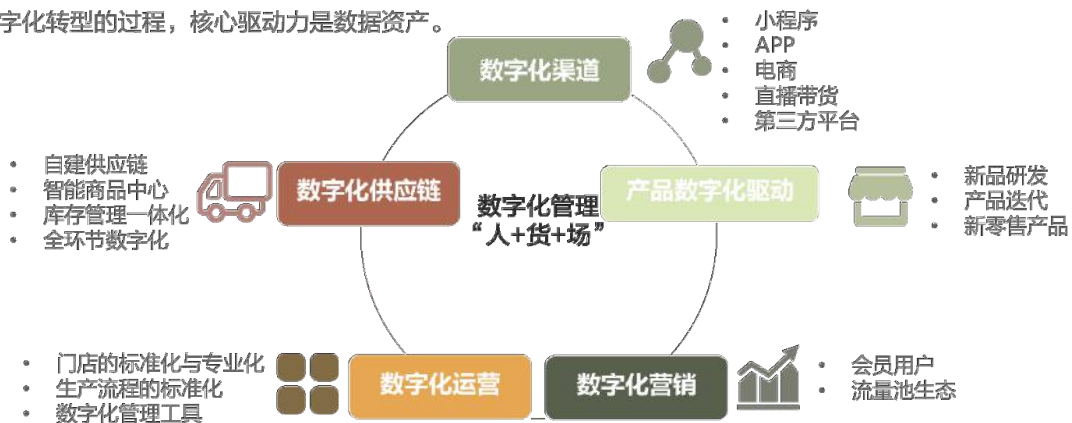 字化转型的过程，核心驱动力是数据资产。
数字化渠道
• 小程序
• APP
• 电商
• 直播带货
• 第三方平台
• 自建供应链
• 智能商品中心
• 库存管理一体化
• 全环节数字化
数字化供应链
数字化管理
“人+货+场”
产品数字化驱动
• 新品研发
• 产品迭代
• 新零售产品
• 门店的标准化与专业化
• 生产流程的标准化
• 数字化管理工具
数字化运营
数字化营销
• 会员用户
• 流量池生态